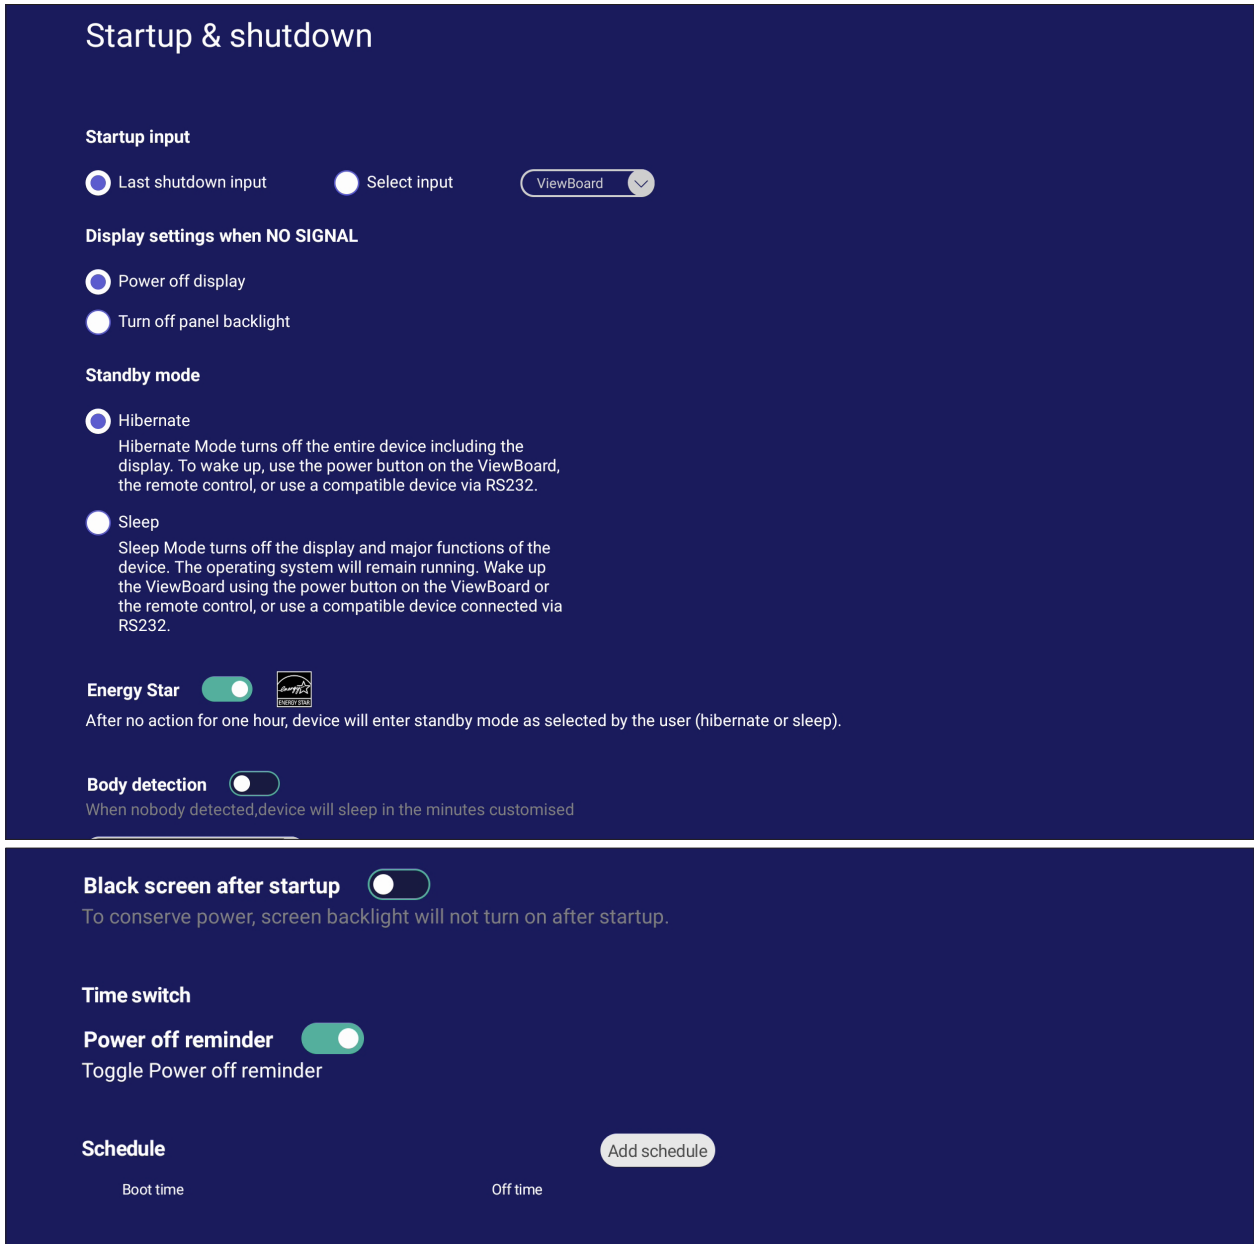 Startup & shutdown
Startup input
Last shutdown input
Select input
ViewBoard
Display settings when NO SIGNAL
Power off display
Turn off panel backlight
Standby mode
Hibernate
Hibernate Mode turns off the entire device including the
display. To wake up, use the power button on the ViewBoard,
the remote control, or use a compatible device via RS232.
Sleep
Sleep Mode turns off the display and major functions of the
device. The operating system will remain running. Wake up
the ViewBoard using the power button on the ViewBoard or
the remote control, or use a compatible device connected via
RS232.
Energy Star
energy
ENERGY STAR
After no action for one hour, device will enter standby mode as selected by the user (hibernate or sleep).
Body detection
When nobody detected,device will sleep in the minutes customised
Black screen after startup
To conserve power, screen backlight will not turn on after startup.
Time switch
Power off reminder
Toggle Power off reminder
Schedule
Add schedule
Boot time
Off time